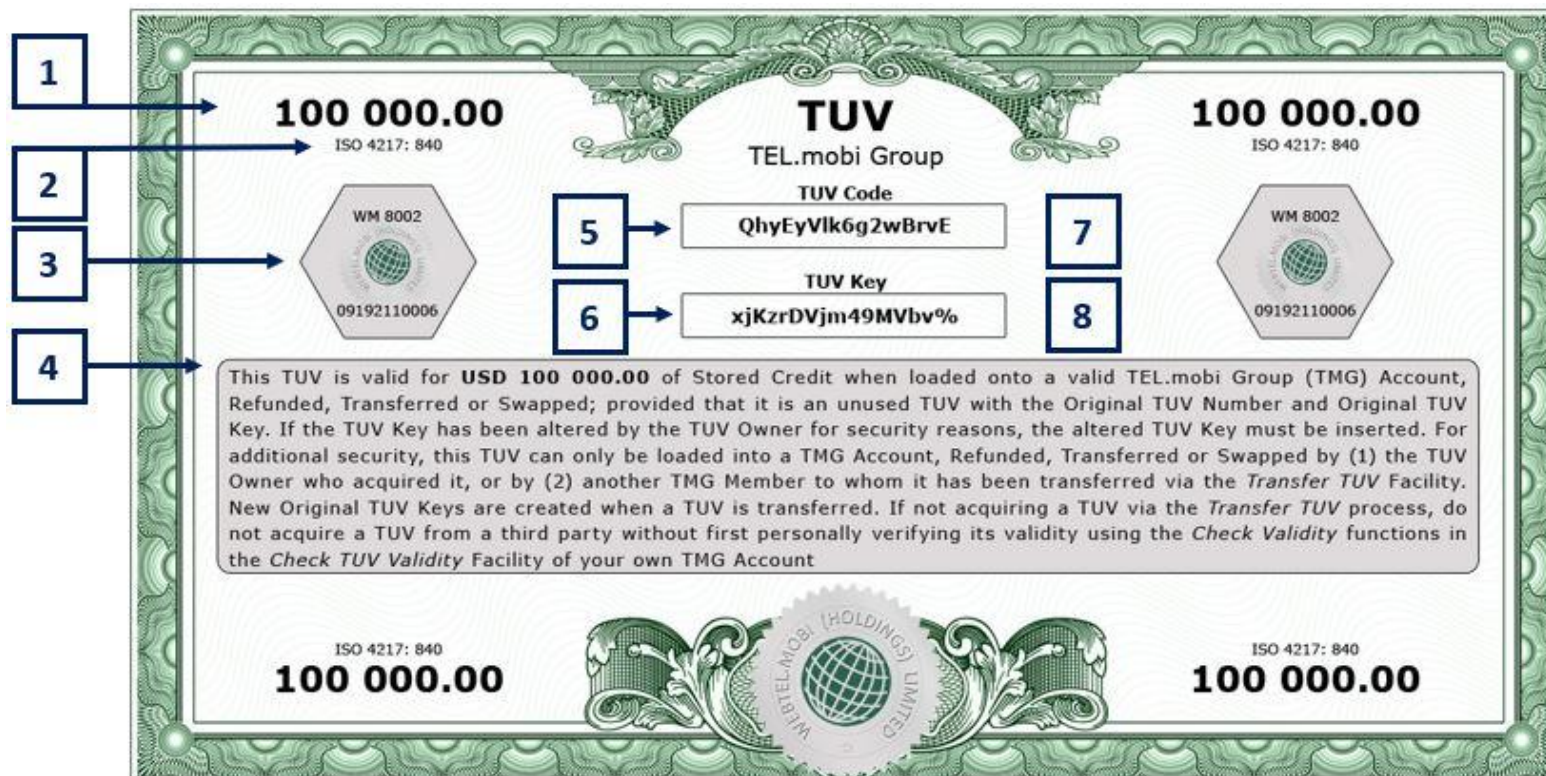 1
100 000.00
TUV
100 000.00
2
ISO 4217: 840
TEL.mobi Group
ISO 4217: 840
3
WM 8002
WEBTEL.MOBI (HOLDINGS) LIMITED
09192110006
TUV Code
5
QhyEyVlk6g2wBrvE
7
TUV Key
6
xjKzrDVjm49MVbv%
8
WM 8002
WEBTEL.MOBI (HOLDINGS) LIMITED
09192110006
4
This TUV is valid for USD 100 000.00 of Stored Credit when loaded onto a valid TEL.mobi Group (TMG) Account,
Refunded, Transferred or Swapped; provided that it is an unused TUV with the Original TUV Number and Original TUV
Key. If the TUV Key has been altered by the TUV Owner for security reasons, the altered TUV Key must be inserted. For
additional security, this TUV can only be loaded into a TMG Account, Refunded, Transferred or Swapped by (1) the TUV
Owner who acquired it, or by (2) another TMG Member to whom it has been transferred via the Transfer TUV Facility.
New Original TUV Keys are created when a TUV is transferred. If not acquiring a TUV via the Transfer TUV process, do
not acquire a TUV from a third party without first personally verifying its validity using the Check Validity functions in
the Check TUV Validity Facility of your own TMG Account
ISO 4217: 840
100 000.00
WEBTEL.MOBI (HOLDINGS) LIMITED
ISO 4217: 840
100 000.00